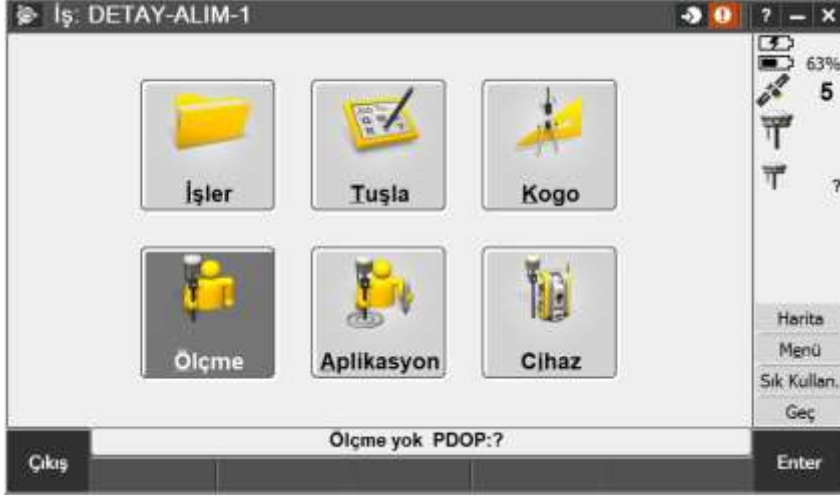 İş: DETAY-ALIM-1
? – ×
63%
5
?
İşler
Tuşla
Kogo
Ölçme
Aplikasyon
Cihaz
Harita
Menü
Sık Kullan.
Geç
Ölçme yok PDOP:?
Çıkış
Enter